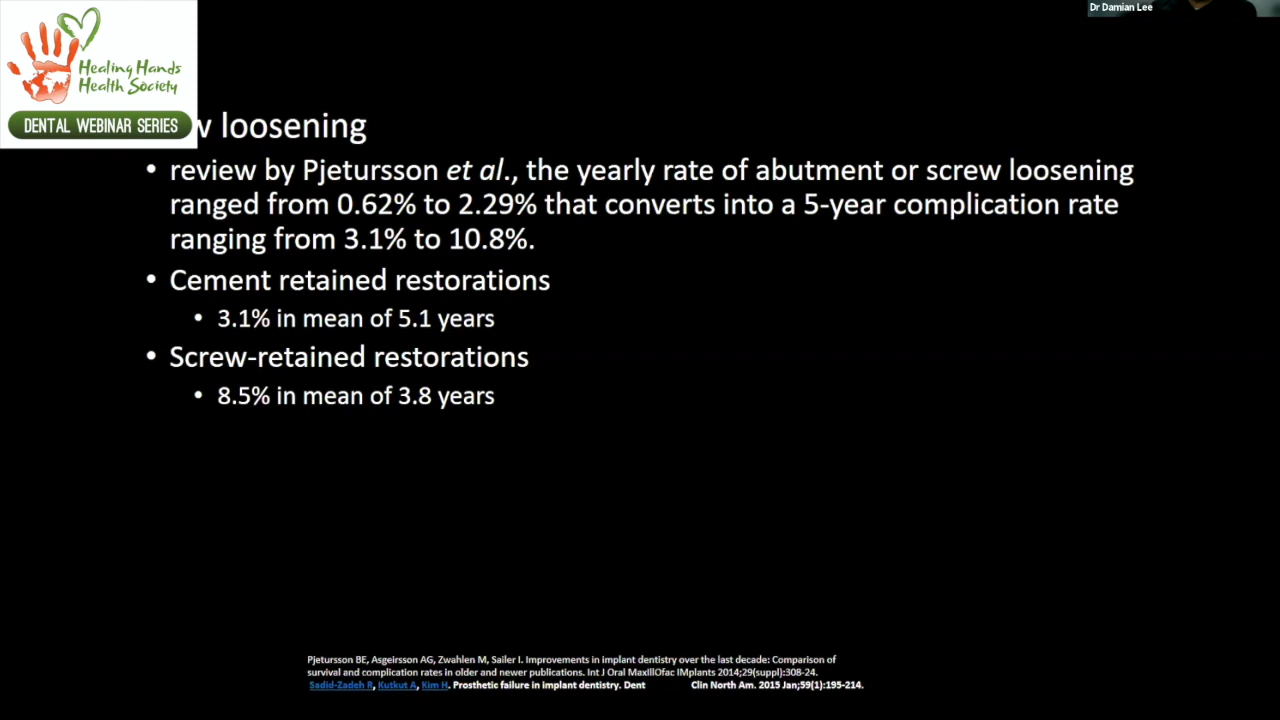 Dr Damian Lee
Healing Hands
Health Society
DENTAL WEBINAR SERIES
w loosening
• review by Pjetursson et al., the yearly rate of abutment or screw loosening
ranged from 0.62% to 2.29% that converts into a 5-year complication rate
ranging from 3.1% to 10.8%.
• Cement retained restorations
• 3.1% in mean of 5.1 years
• Screw-retained restorations
• 8.5% in mean of 3.8 years
Pjetursson BE, Asgeirsson AG, Zwahlen M, Sailer I. Improvements in implant dentistry over the last decade: Comparison of
survival and complication rates in older and newer publications. Int J Oral MaxIllOfac IMplants 2014;29(suppl):308-24.
Sadid-Zadeh R, Kutkut A, Kim H. Prosthetic failure in implant dentistry. Dent Clin North Am. 2015 Jan;59(1):195-214.